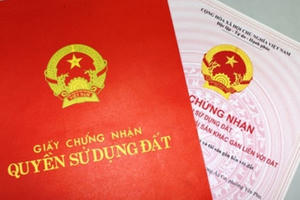 GIẤY CHỨNG NHẬN
QUYỀN SỬ DỤNG ĐẤT
CỘNG HÒA XÃ HỘI CHỦ NGHĨA VIỆT NAM
Độc lập - Tự do - Hạnh phúc
CHỨNG NHẬN
SỬ DỤNG ĐẤT
SẢN KHÁC GẮN LIỀN VỚI ĐẤT